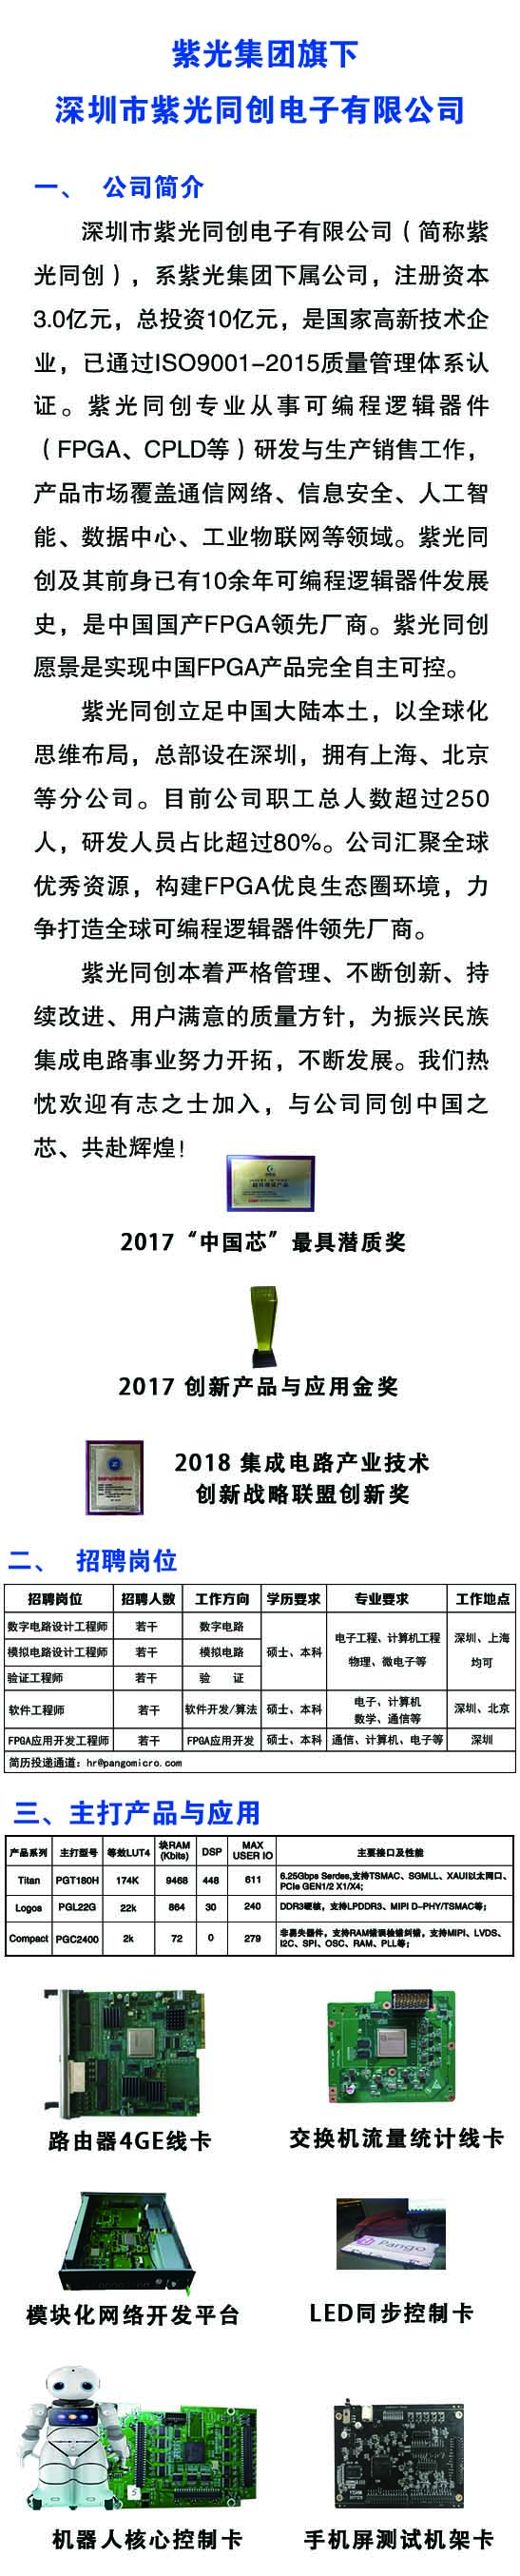 紫光集团旗下
深圳市紫光同创电子有限公司
一、 公司简介
深圳市紫光同创电子有限公司（简称紫
光同创），系紫光集团下属公司，注册资本
3.0亿元，总投资10亿元，是国家高新技术企
业，已通过ISO9001-2015质量管理体系认
证。紫光同创专业从事可编程逻辑器件
（FPGA、CPLD等）研发与生产销售工作，
产品市场覆盖通信网络、信息安全、人工智
能、数据中心、工业物联网等领域。紫光同
创及其前身已有10余年可编程逻辑器件发展
史，是中国国产FPGA领先厂商。紫光同创
愿景是实现中国FPGA产品完全自主可控。
紫光同创立足中国大陆本土，以全球化
思维布局，总部设在深圳，拥有上海、北京
等分公司。目前公司职工总人数超过250
人，研发人员占比超过80%。公司汇聚全球
优秀资源，构建FPGA优良生态圈环境，力
争打造全球可编程逻辑器件领先厂商。
紫光同创本着严格管理、不断创新、持
续改进、用户满意的质量方针，为振兴民族
集成电路事业努力开拓，不断发展。我们热
忱欢迎有志之士加入，与公司同创中国之
芯、共赴辉煌！
2017“中国芯”最具潜质奖
2017 创新产品与应用金奖
2018 集成电路产业技术
创新战略联盟创新奖
二、 招聘岗位
招聘岗位 招聘人数 工作方向 学历要求 专业要求 工作地点
数字电路设计工程师 若干 数字电路
模拟电路设计工程师 若干 模拟电路 硕士、本科 电子工程、计算机工程 深圳、上海
物理、微电子等 均可
验证工程师 若干 验 证
软件工程师 若干 软件开发/算法 硕士、本科 电子、计算机 深圳、北京
数学、通信等
FPGA应用开发工程师 若干 FPGA应用开发 硕士、本科 通信、计算机、电子等 深圳
简历投递通道：hr@pangomicro.com
三、主打产品与应用
产品系列 主打型号 等效LUT4 块RAM (Kbits) DSP MAX USER IO 主要接口及性能
Titan PGT180H 174K 9468 448 611 6.25Gbps Serdes,支持TSMAC、SGMLL、XAUI以太网口、
PCIe GEN1/2 X1/X4;
Logos PGL22G 22k 864 30 240 DDR3硬核，支持LPDDR3、MIPI D-PHY/TSMAC等；
Compact PGC2400 2k 72 0 279 非易失器件，支持RAM错误检错纠错，支持MIPI、LVDS、
I2C、SPI、OSC、RAM、PLL等；
路由器4GE线卡
交换机流量统计线卡
Pango
模块化网络开发平台
LED同步控制卡
5
机器人核心控制卡
手机屏测试机架卡